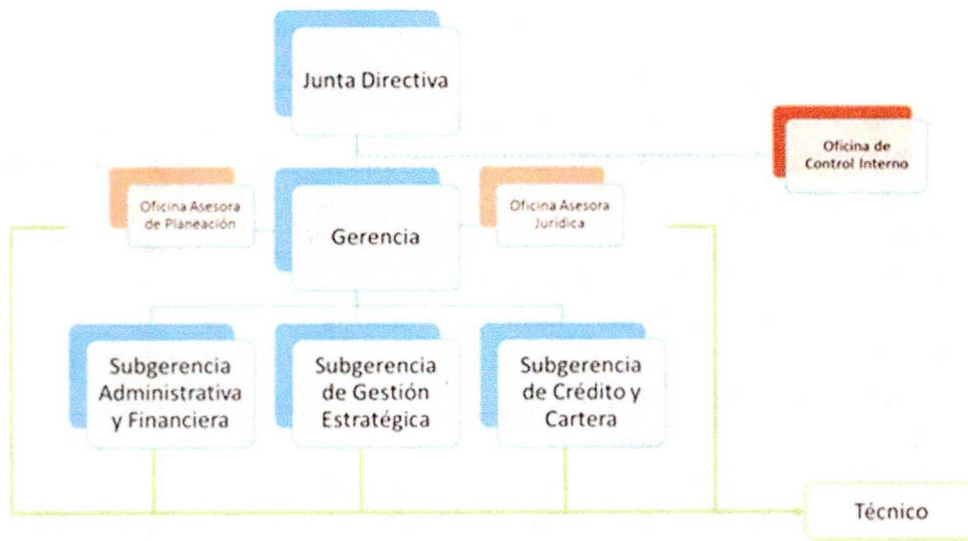 Junta Directiva
Oficina de
Control Interno
Oficina Asesora
de Planeación
Gerencia
Oficina Asesora
Jurídica
Subgerencia
Administrativa
y Financiera
Subgerencia
de Gestión
Estratégica
Subgerencia
de Crédito y
Cartera
Técnico